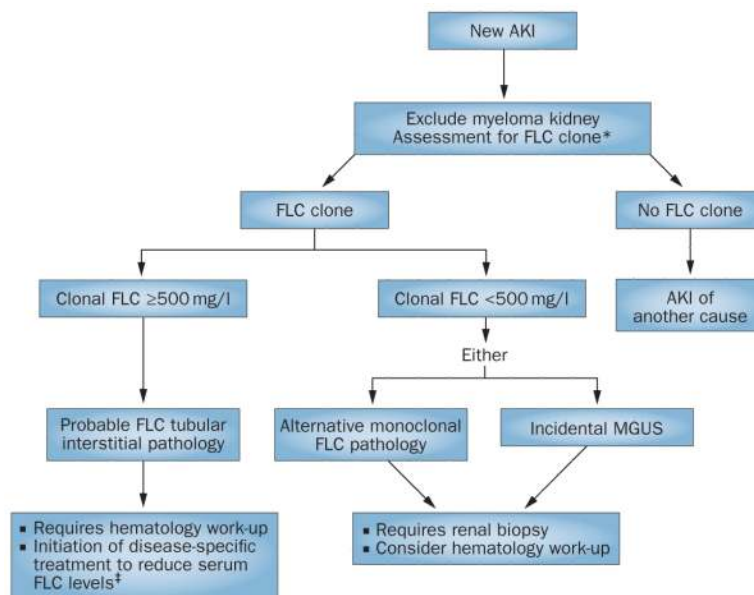 New AKI
Exclude myeloma kidney
Assessment for FLC clone*
FLC clone
No FLC clone
Clonal FLC ≥500 mg/l
Clonal FLC <500 mg/l
AKI of
another cause
Either
Probable FLC tubular
interstitial pathology
Alternative monoclonal
FLC pathology
Incidental MGUS
▪ Requires hematology work-up
▪ Initiation of disease-specific
treatment to reduce serum
FLC levels‡
▪ Requires renal biopsy
▪ Consider hematology work-up